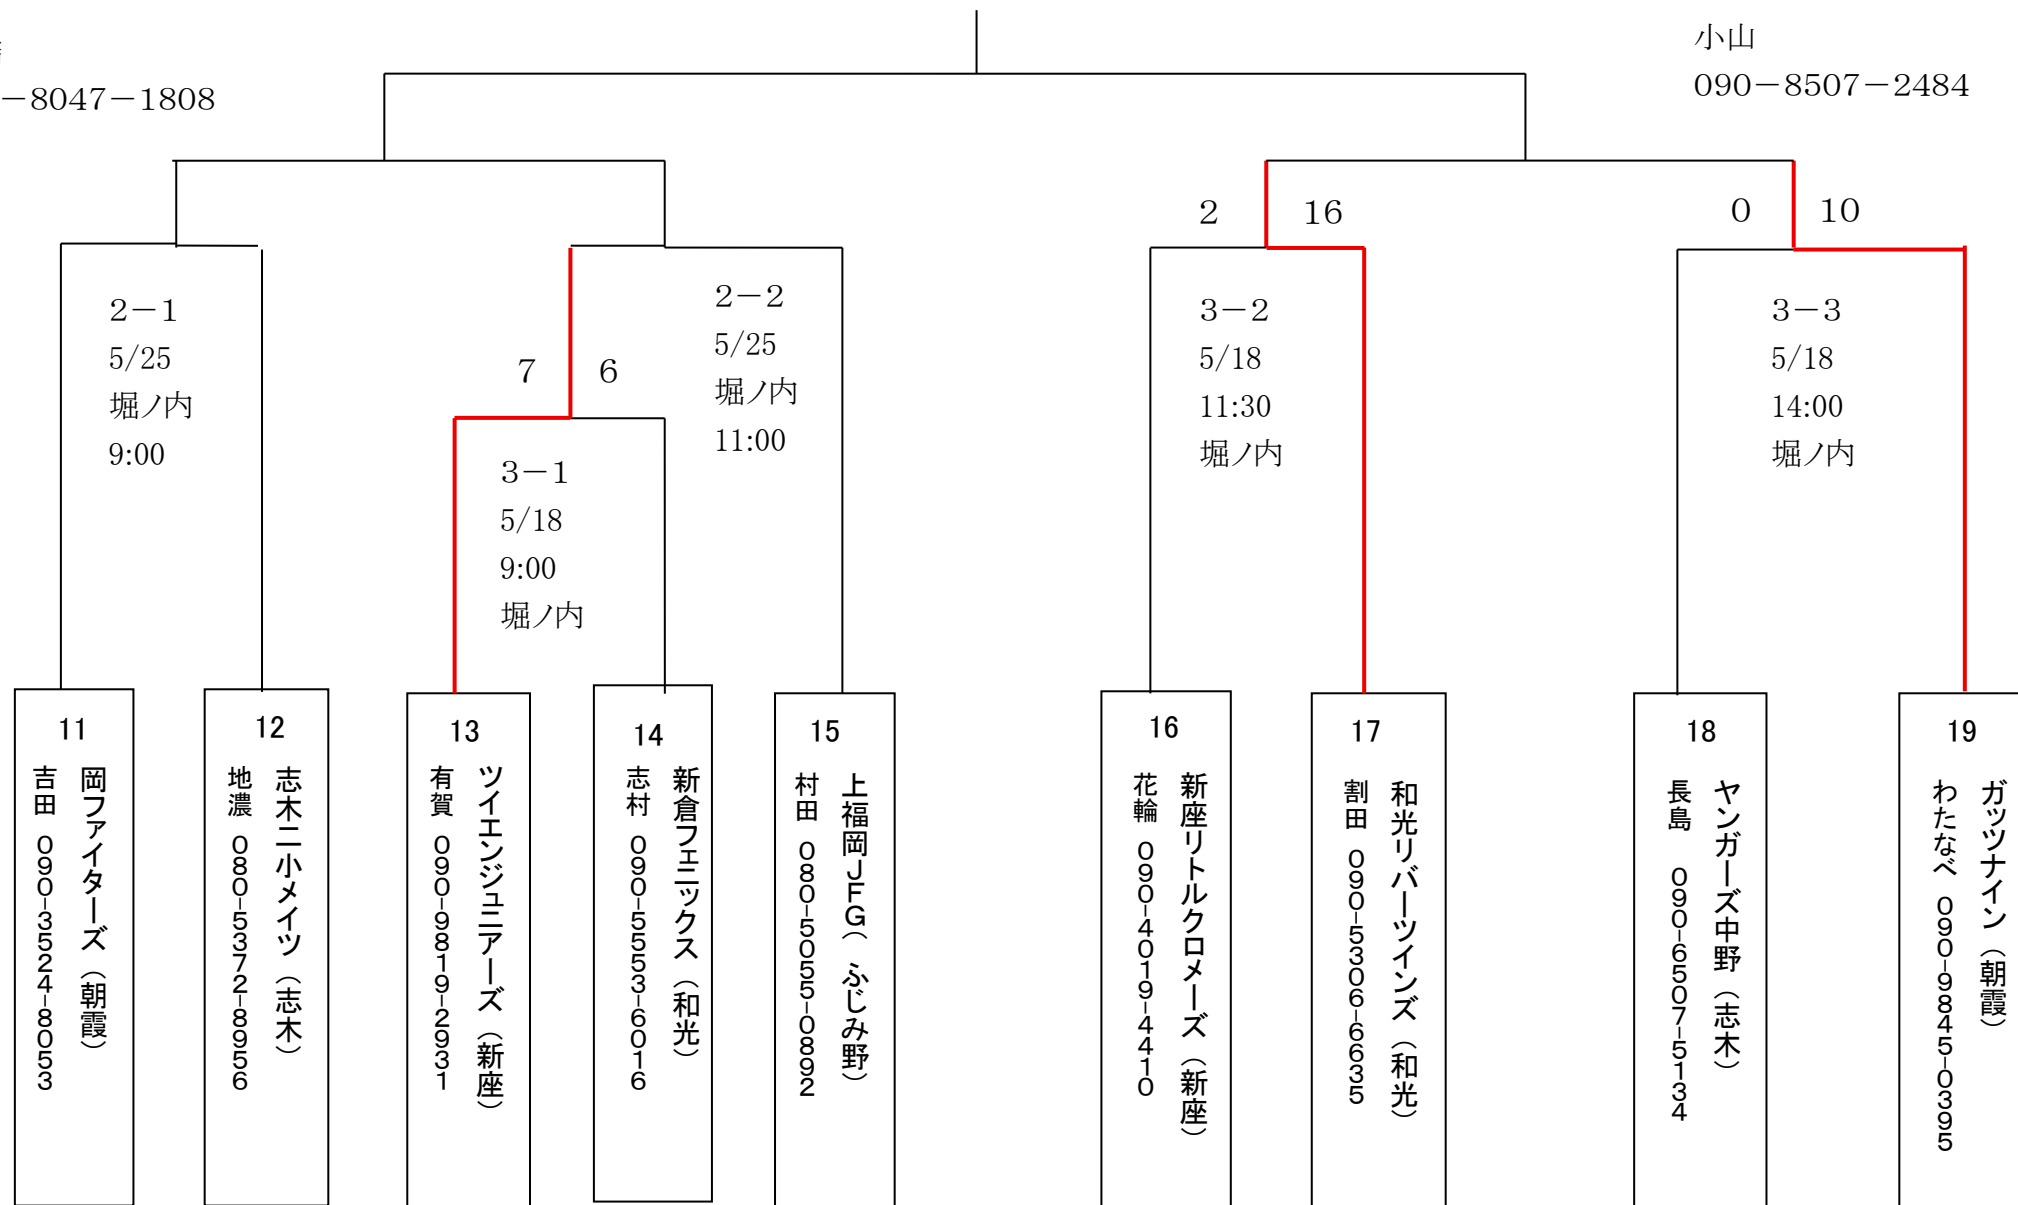 小山
－8047－1808
090－8507－2484
2
16
0
10
2－1
5/25
堀ノ内
9:00
7
6
2－2
5/25
堀ノ内
11:00
3－1
5/18
9:00
堀ノ内
3－2
5/18
11:30
堀ノ内
3－3
5/18
14:00
堀ノ内
11
岡ファイターズ（朝霞）
吉田 090-3524-8053
12
志木二小メイツ（志木）
地濃 080-5372-8956
13
ツイエンジュニアーズ（新座）
有賀 090-9819-2931
14
新倉フェニックス（和光）
志村 090-5553-6016
15
上福岡JFG（ ふじみ野）
村田 080-5055-0892
16
新座リトルクロメーズ（新座）
花輪 090-4019-4410
17
和光リバーツインズ（和光）
割田 090-5306-6635
18
ヤンガーズ中野（志木）
長島 090-6507-5134
19
ガッツナイン（朝霞）
わたなべ 090-9845-0395